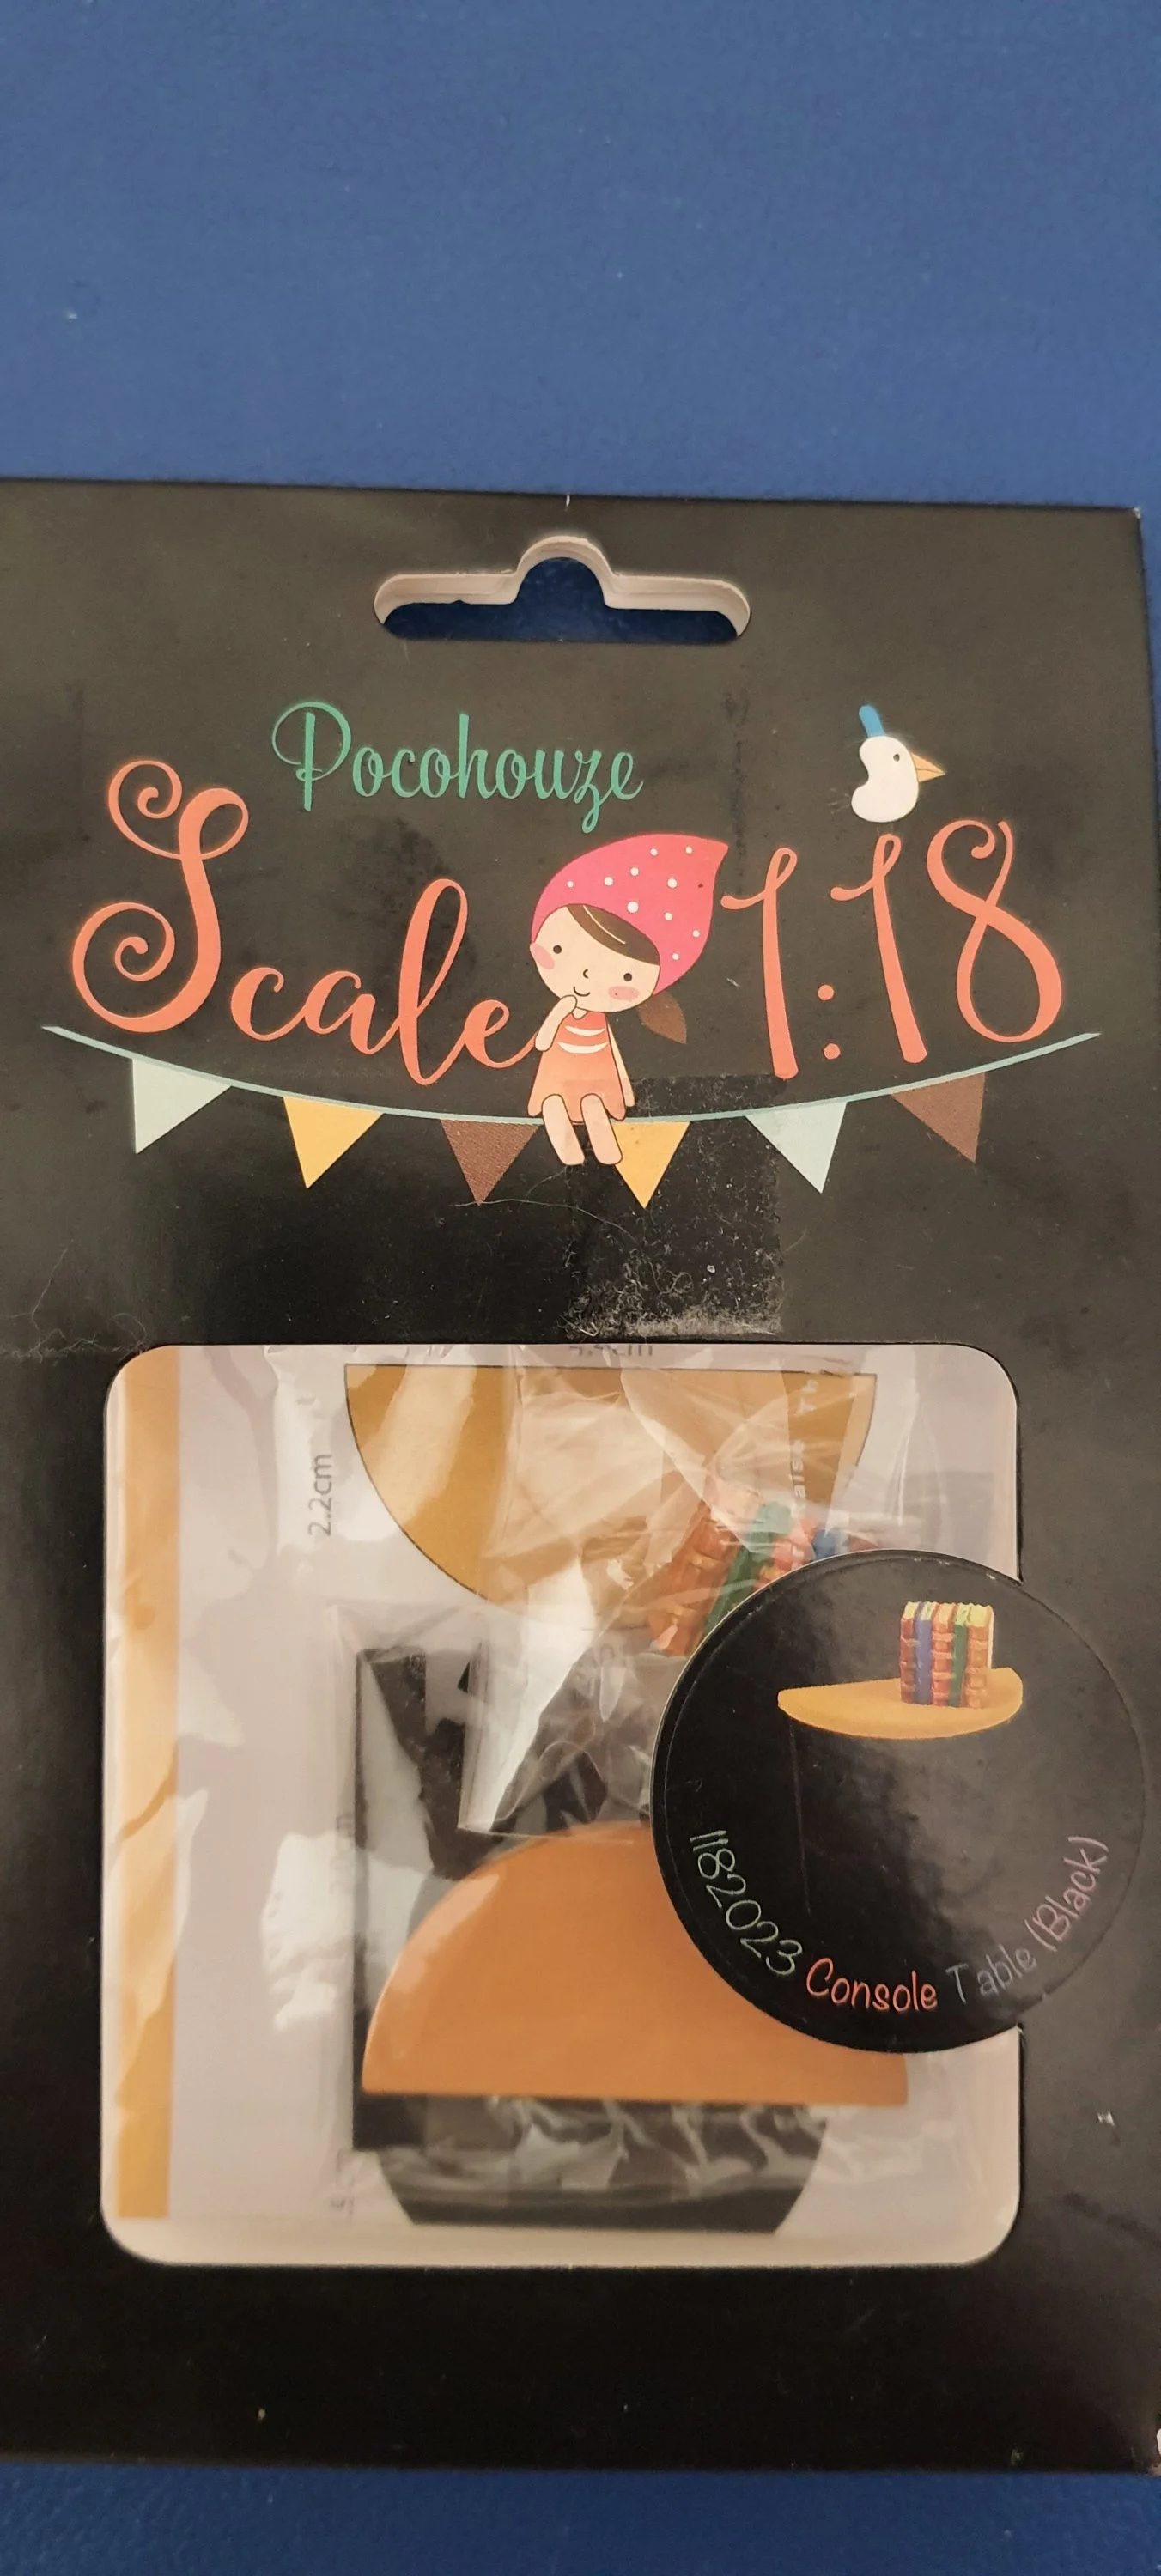 Pocohouze
Scale 1:18
2.2cm
1182023 Console Table (Black)